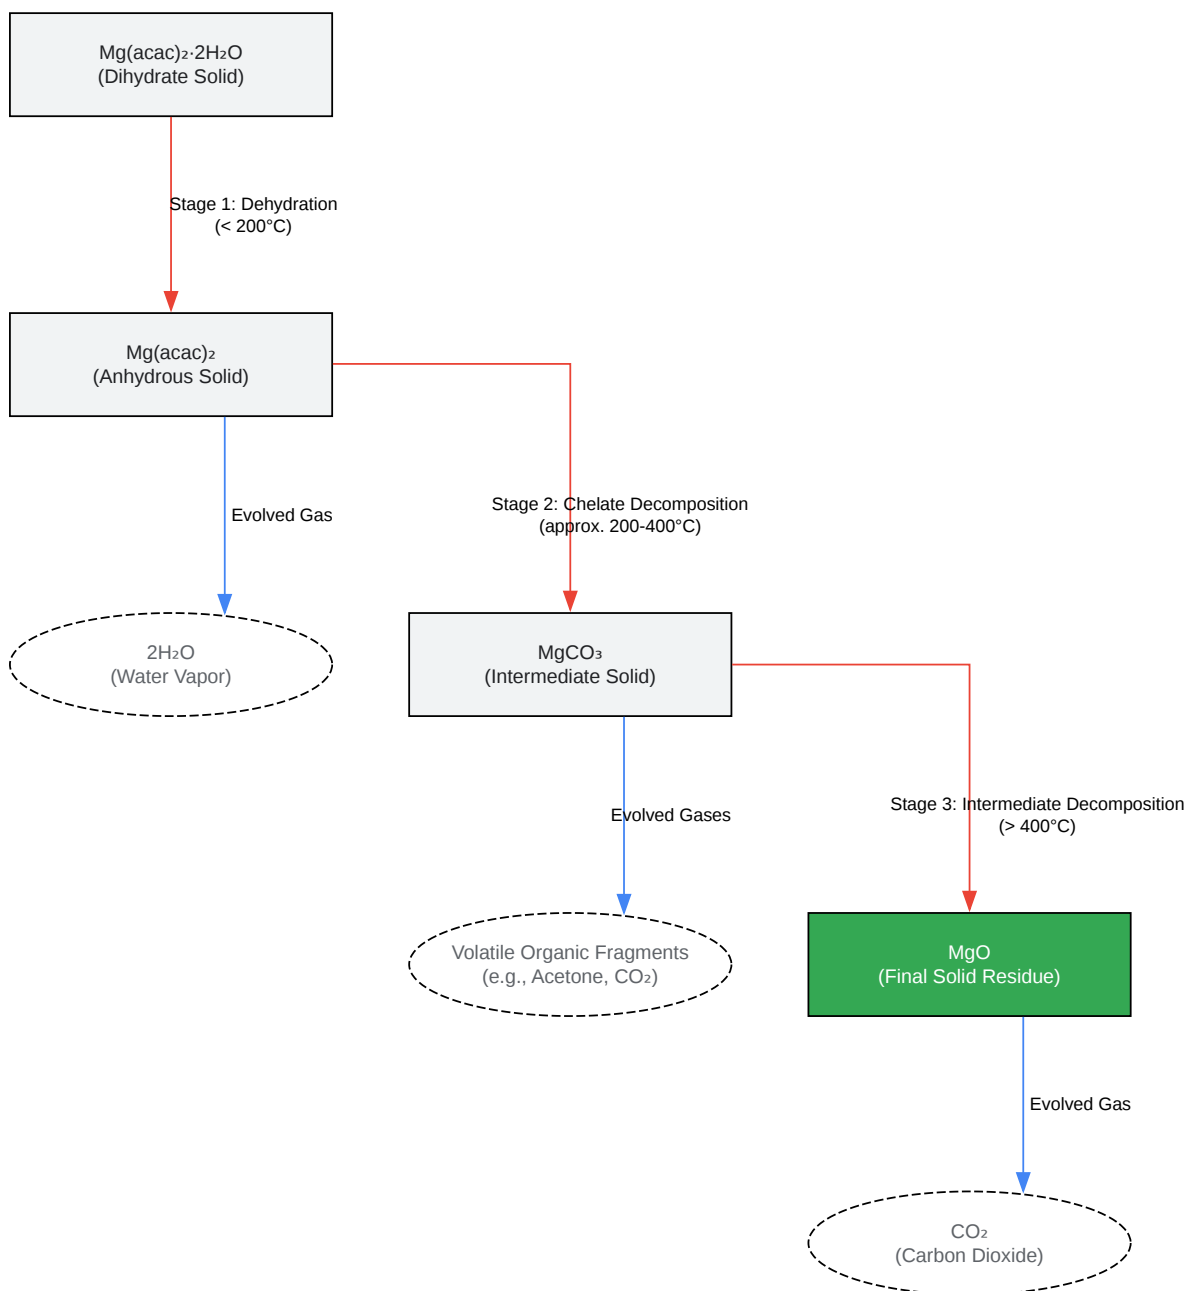 Mg(acac)₂·2H₂O
(Dihydrate Solid)
Stage 1: Dehydration
(< 200°C)
Mg(acac)₂
(Anhydrous Solid)
Evolved Gas
Stage 2: Chelate Decomposition
(approx. 200-400°C)
2H₂O
(Water Vapor)
MgCO₃
(Intermediate Solid)
Evolved Gases
Stage 3: Intermediate Decomposition
(> 400°C)
Volatile Organic Fragments
(e.g., Acetone, CO₂)
MgO
(Final Solid Residue)
Evolved Gas
CO₂
(Carbon Dioxide)